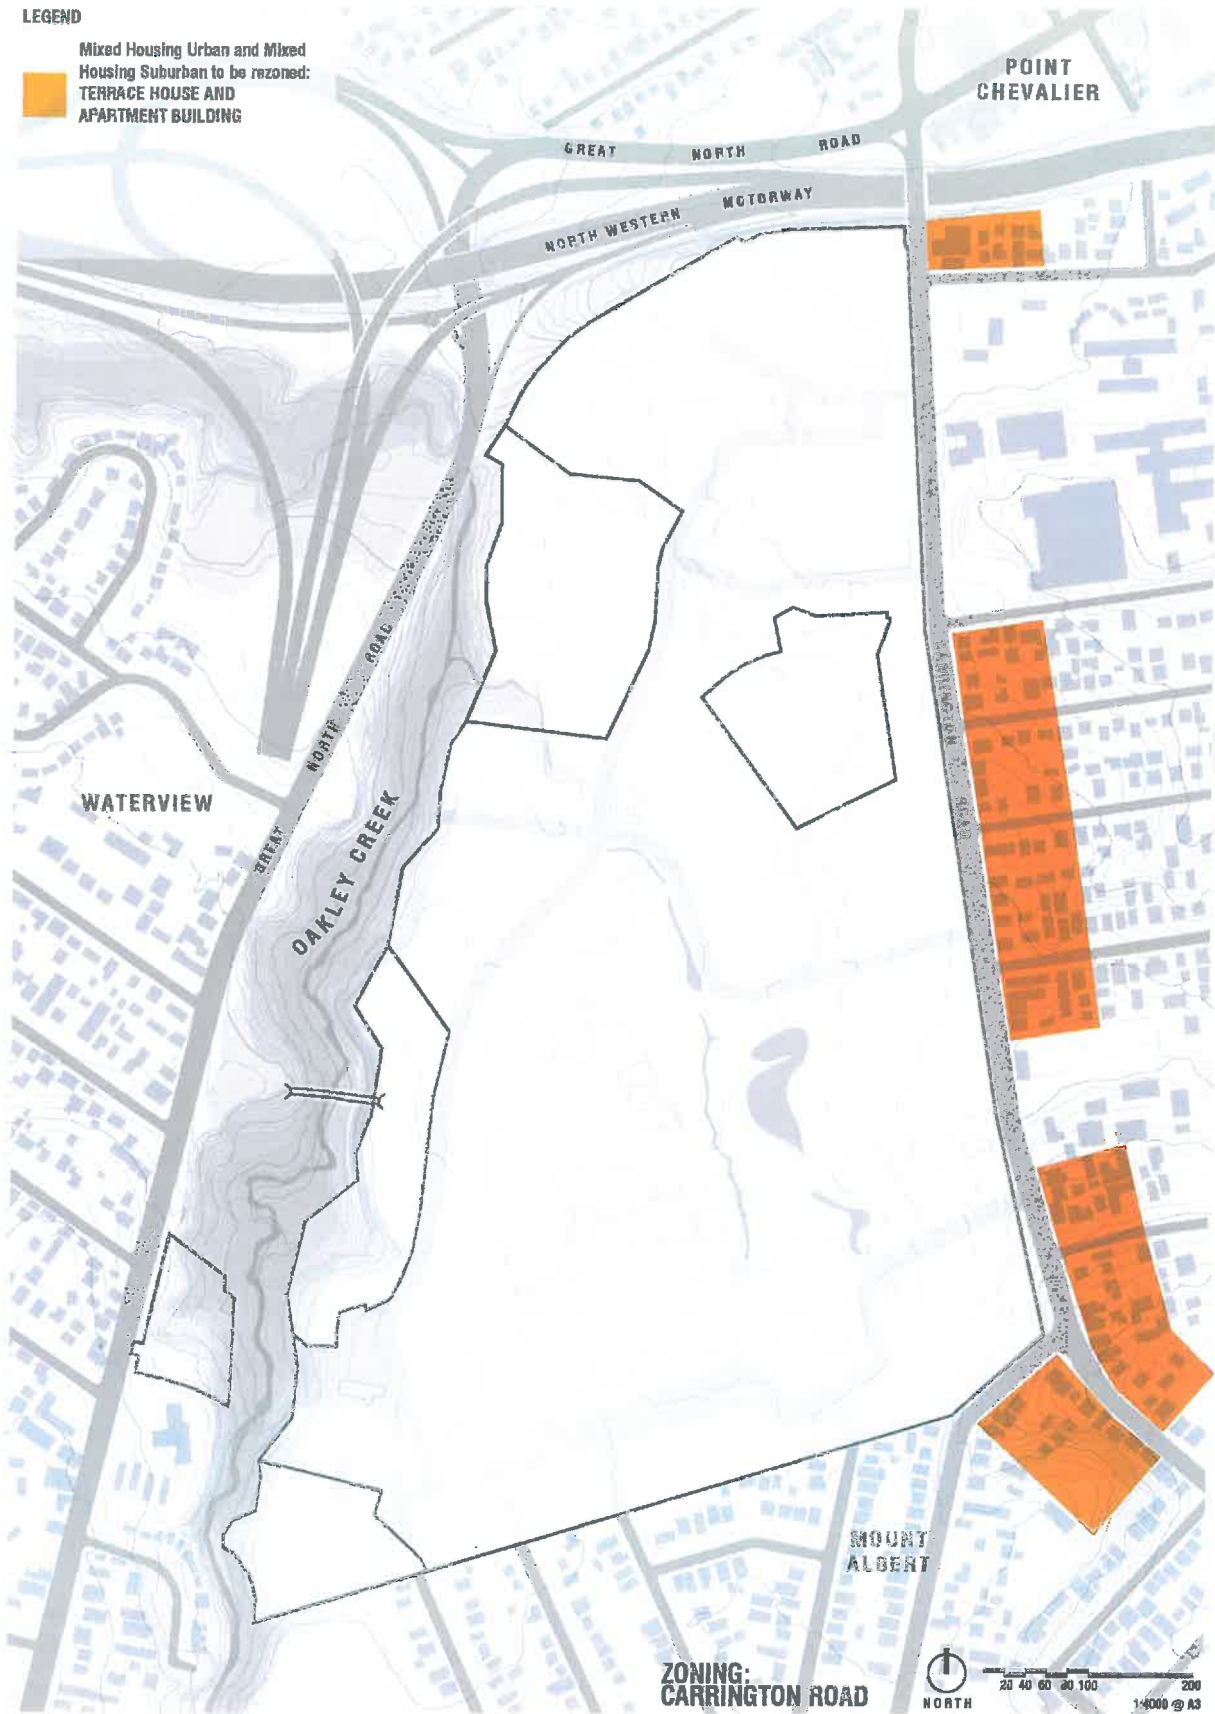 LEGEND
Mixed Housing Urban and Mixed
Housing Suburban to be rezoned:
TERRACE HOUSE AND
APARTMENT BUILDING
POINT
CHEVALIER
GREAT NORTH ROAD
NORTH WESTERN MOTORWAY
GREAT NORTH ROAD
CARRINGTON ROAD
WATERVIEW
OAKLEY CREEK
MOUNT
ALBERT
ZONING:
CARRINGTON ROAD
NORTH
20 40 60 80 100 200
1:4000 @ A3